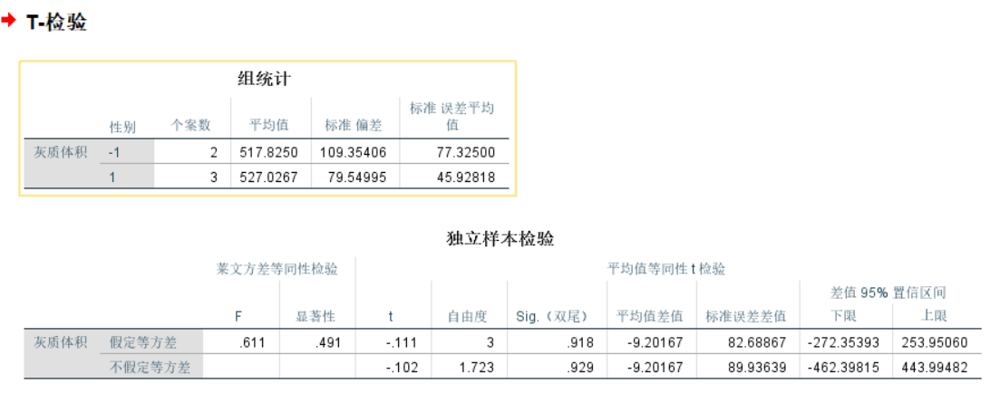 T-检验
组统计
性别 个案数 平均值 标准 偏差 标准 误差平均值
灰质体积 -1 2 517.8250 109.35406 77.32500
1 3 527.0267 79.54995 45.92818
独立样本检验
莱文方差等同性检验 平均值等同性 t 检验
差值 95% 置信区间
F 显著性 t 自由度 Sig.（双尾） 平均值差值 标准误差差值 下限 上限
灰质体积 假定等方差 .611 .491 -.111 3 .918 -9.20167 82.68867 -272.35393 253.95060
不假定等方差 -.102 1.723 .929 -9.20167 89.93639 -462.39815 443.99482